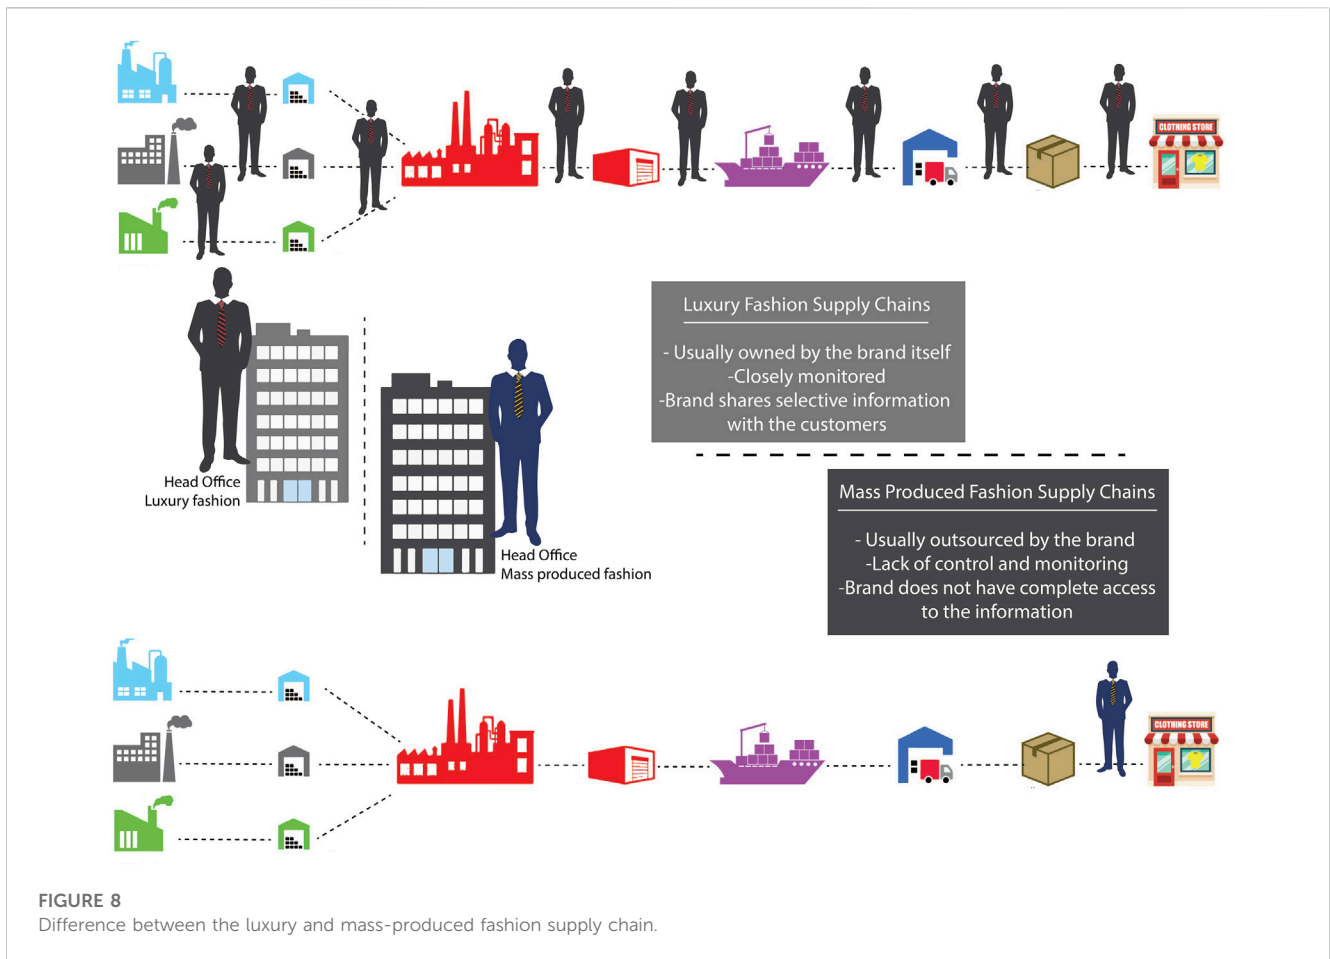 CLOTHING STORE
Luxury Fashion Supply Chains
- Usually owned by the brand itself
-Closely monitored
-Brand shares selective information
with the customers
Head Office
Luxury fashion
Mass Produced Fashion Supply Chains
- Usually outsourced by the brand
-Lack of control and monitoring
-Brand does not have complete access
to the information
Head Office
Mass produced fashion
CLOTHING STORE
FIGURE 8
Difference between the luxury and mass-produced fashion supply chain.